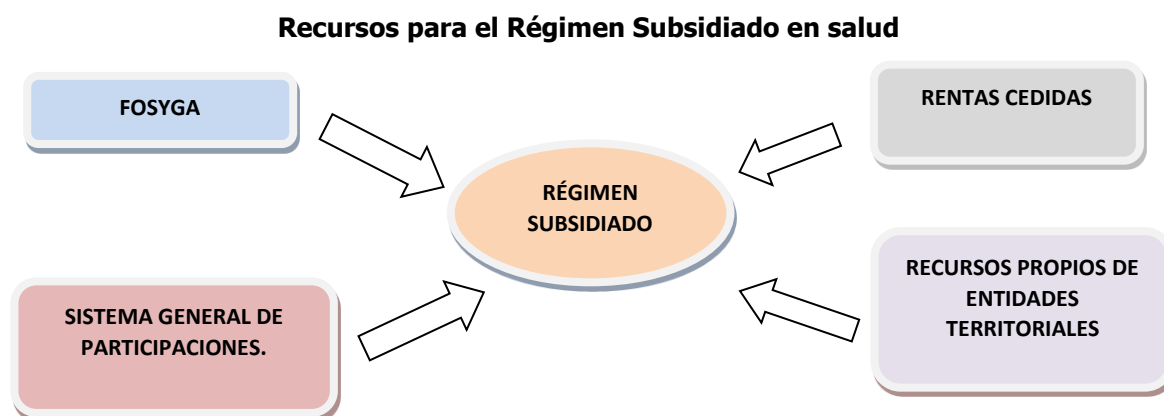 Recursos para el Régimen Subsidiado en salud
FOSYGA
RENTAS CEDIDAS
RÉGIMEN
SUBSIDIADO
SISTEMA GENERAL DE
PARTICIPACIONES.
RECURSOS PROPIOS DE
ENTIDADES
TERRITORIALES